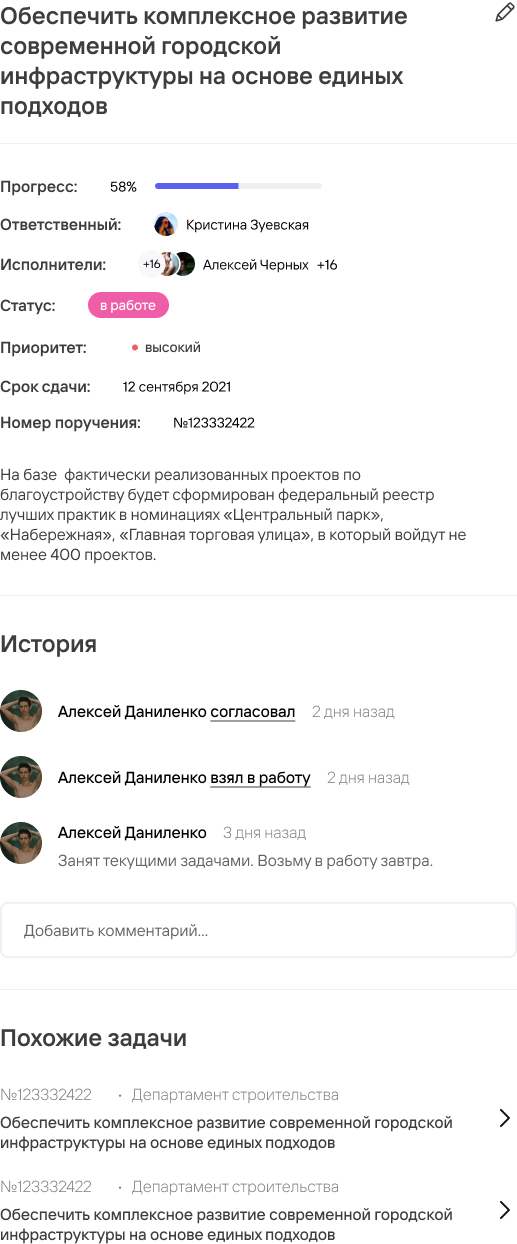 Обеспечить комплексное развитие
современной городской
инфраструктуры на основе единых
подходов
Прогресс: 58%
Ответственный: Кристина Зуевская
Исполнители: +16 Алексей Черных +16
Статус: в работе
Приоритет: высокий
Срок сдачи: 12 сентября 2021
Номер поручения: №123332422
На базе фактически реализованных проектов по
благоустройству будет сформирован федеральный реестр
лучших практик в номинациях «Центральный парк»,
«Набережная», «Главная торговая улица», в который войдут не
менее 400 проектов.
История
Алексей Даниленко согласовал 2 дня назад
Алексей Даниленко взял в работу 2 дня назад
Алексей Даниленко 3 дня назад
Занят текущими задачами. Возьму в работу завтра.
Добавить комментарий...
Похожие задачи
№123332422 • Департамент строительства
Обеспечить комплексное развитие современной городской
инфраструктуры на основе единых подходов
№123332422 • Департамент строительства
Обеспечить комплексное развитие современной городской
инфраструктуры на основе единых подходов